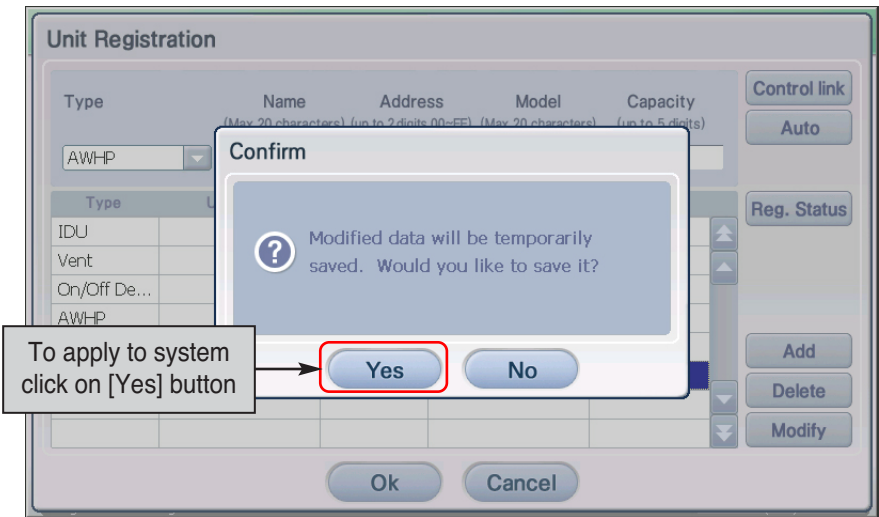 Unit Registration
Type Name Address Model Capacity
(Max 20 characters) (up to 2 digits 00~FF) (Max 20 characters) (up to 5 digits)
Control link
Auto
AWHP
Confirm
Type
Reg. Status
IDU
Vent
On/Off De...
AWHP
Modified data will be temporarily
saved. Would you like to save it?
To apply to system
click on [Yes] button
Yes No
Add
Delete
Modify
Ok Cancel